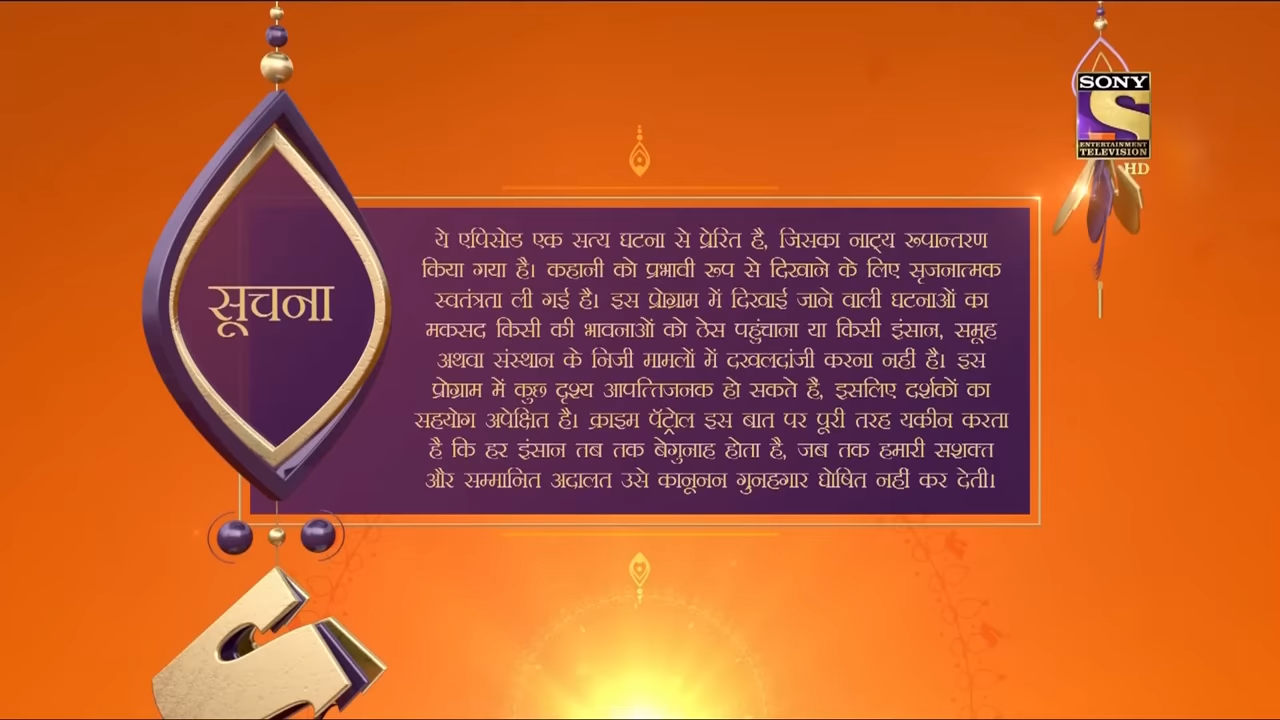 SONY
ENTERTAINMENT
TELEVISION
HD
सूचना
ये एपिसोड एक सत्य घटना से प्रेरित है, जिसका नाट्य रूपान्तरण
किया गया है। कहानी को प्रभावी रूप से दिखाने के लिए सृजनात्मक
स्वतंत्रता ली गई है। इस प्रोग्राम में दिखाई जाने वाली घटनाओं का
मकसद किसी की भावनाओं को ठेस पहुंचाना या किसी इंसान, समूह
अथवा संस्थान के निजी मामलों में दखलदांजी करना नहीं है। इस
प्रोग्राम में कुछ दृश्य आपत्तिजनक हो सकते हैं, इसलिए दर्शकों का
सहयोग अपेक्षित है। क्राइम पॅट्रोल इस बात पर पूरी तरह यकीन करता
है कि हर इंसान तब तक बेगुनाह होता है, जब तक हमारी सशक्त
और सम्मानित अदालत उसे कानूनन गुनहगार घोषित नहीं कर देती।